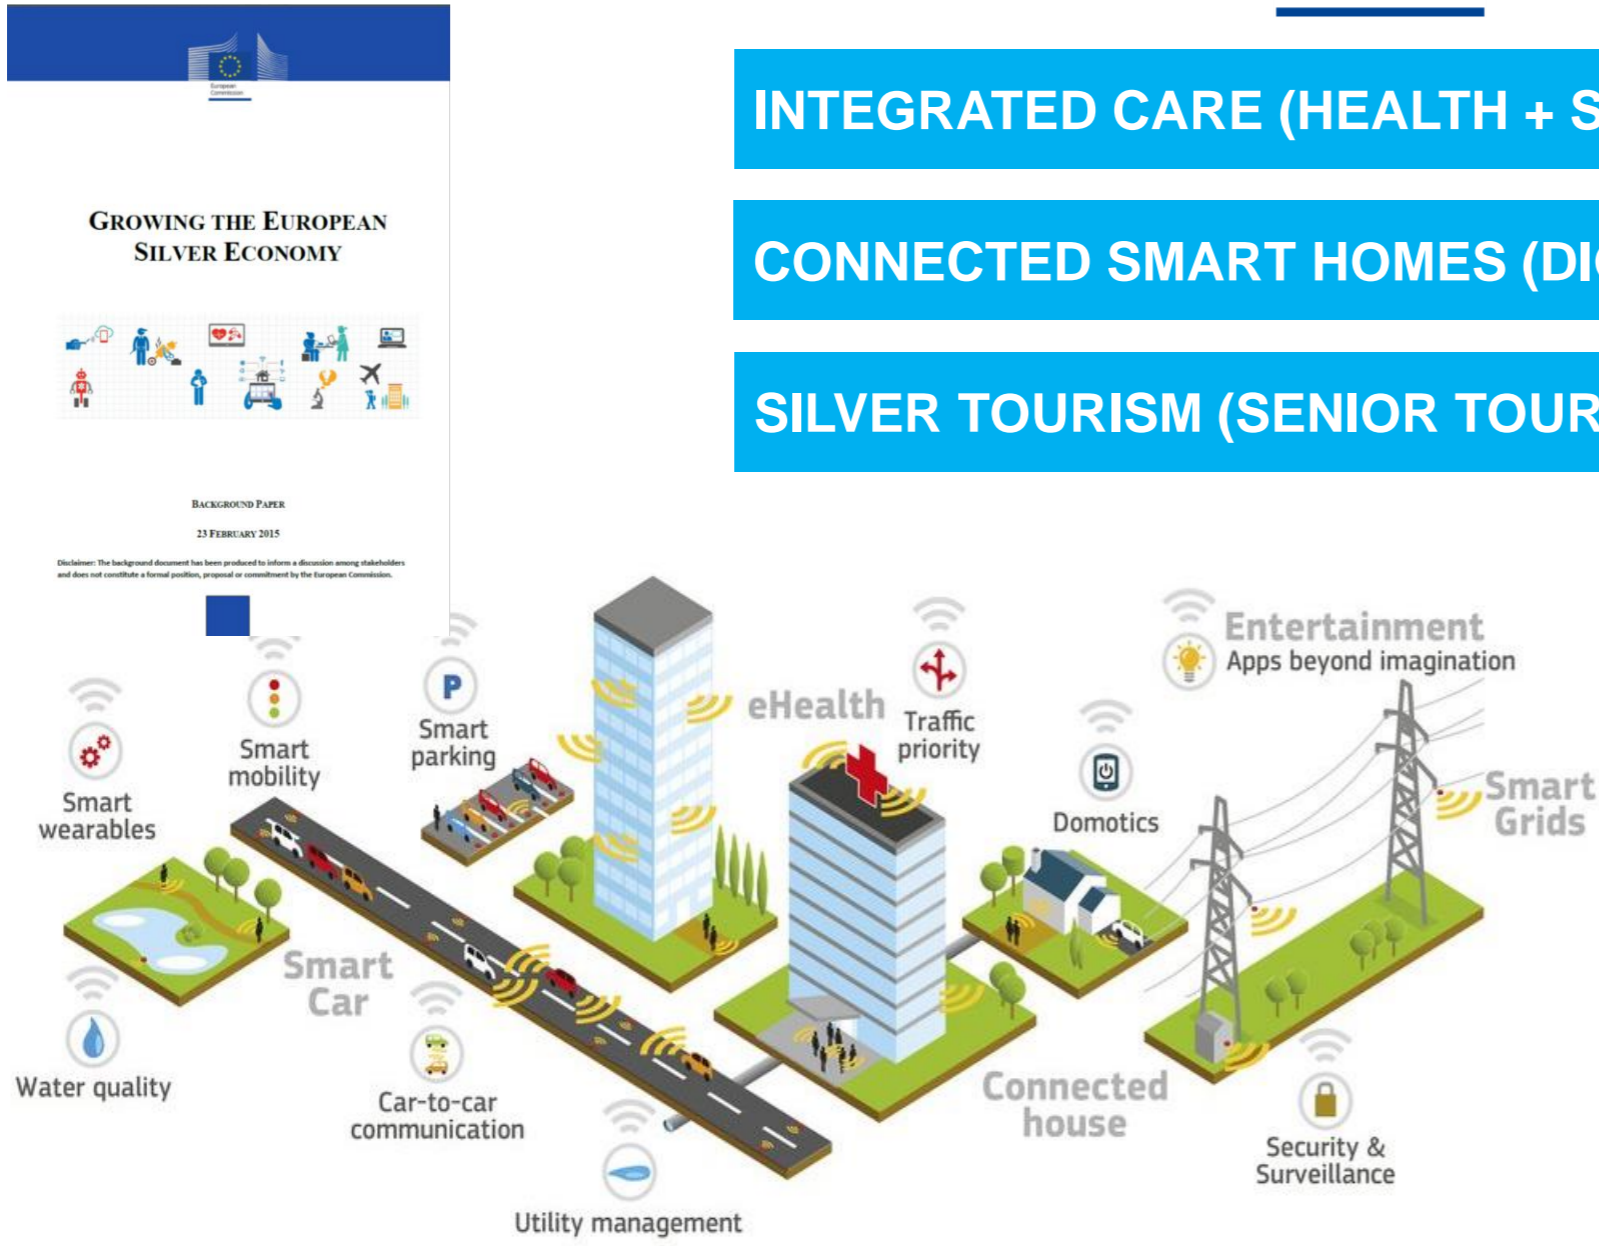 European
Commission
GROWING THE EUROPEAN
SILVER ECONOMY
BACKGROUND PAPER
23 FEBRUARY 2015
Disclaimer: The background document has been produced to inform a discussion among stakeholders
and does not constitute a formal position, proposal or commitment by the European Commission.
INTEGRATED CARE (HEALTH + S
CONNECTED SMART HOMES (DIG
SILVER TOURISM (SENIOR TOUR
Entertainment
Apps beyond imagination
P
Smart
parking
eHealth
Traffic
priority
Smart
mobility
Smart
wearables
Domotics
Smart
Grids
Smart
Car
Water quality
Car-to-car
communication
Connected
house
Security &
Surveillance
Utility management